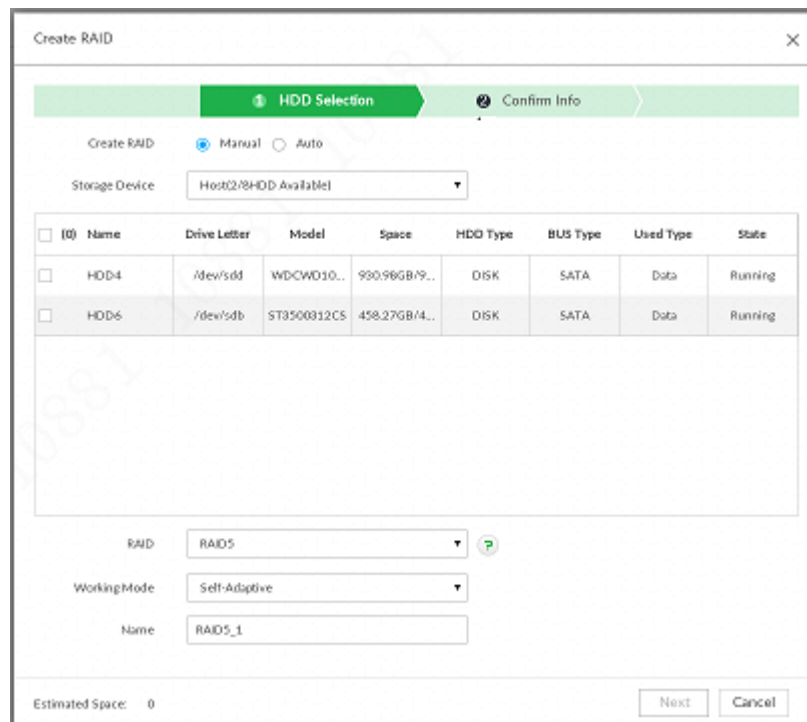 Create RAID
1 HDD Selection 2 Confirm Info
Create RAID Manual Auto
Storage Device Host(2/8HDD Available)
(0) Name Drive Letter Model Space HDD Type BUS Type Used Type State
HDD4 /dev/sdd WDCWD10... 930.98GB/9... DISK SATA Data Running
HDD6 /dev/sdb ST3500312CS 458.27GB/4... DISK SATA Data Running
RAID RAID5 ?
Working Mode Self-Adaptive
Name RAID5_1
Estimated Space: 0 Next Cancel
10881 10881
10881